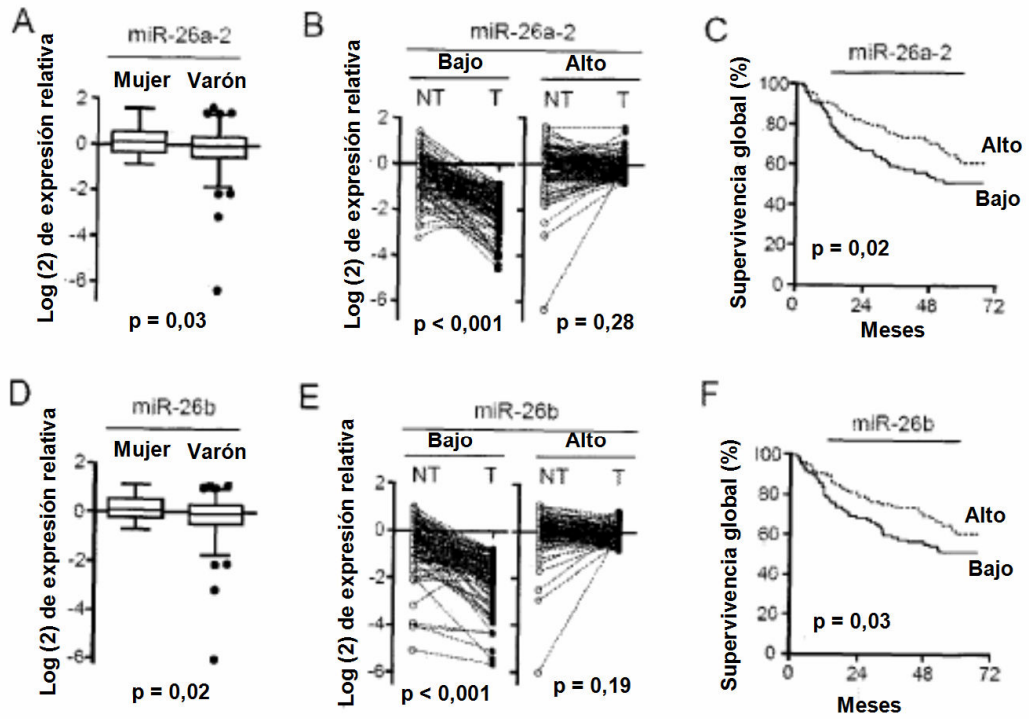 A
miR-26a-2
Mujer Varón
Log (2) de expresión relativa
2
0
-2
-4
-6
p = 0,03
B
miR-26a-2
Bajo Alto
NT T NT T
Log (2) de expresión relativa
2
0
-2
-4
-6
p < 0,001 p = 0,28
C
miR-26a-2
Supervivencia global (%)
100
80
60
40
20
0
Alto
Bajo
p = 0,02
0 24 48 72
Meses
D
miR-26b
Mujer Varón
Log (2) de expresión relativa
2
0
-2
-4
-6
p = 0,02
E
miR-26b
Bajo Alto
NT T NT T
Log (2) de expresión relativa
2
0
-2
-4
-6
p < 0,001 p = 0,19
F
miR-26b
Supervivencia global (%)
100
80
60
40
20
0
Alto
Bajo
p = 0,03
0 24 48 72
Meses